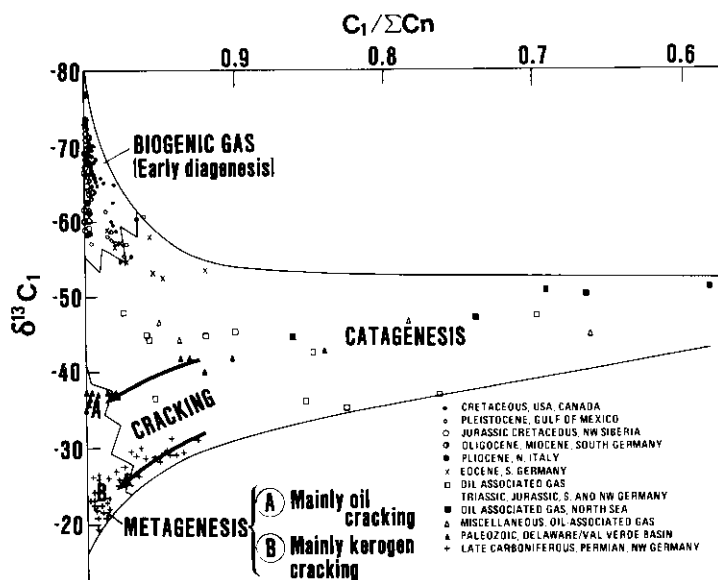 C1/ΣCn
0.9 0.8 0.7 0.6
-80
-70
-60
-50
-40
-30
-20
δ13C1
BIOGENIC GAS
(Early diagenesis)
CATAGENESIS
CRACKING
A
B
METAGENESIS
A Mainly oil
cracking
B Mainly kerogen
cracking
CRETACEOUS, USA, CANADA
PLEISTOCENE, GULF OF MEXICO
JURASSIC CRETACEOUS, NW SIBERIA
OLIGOCENE, MIOCENE, SOUTH GERMANY
PLIOCENE, N. ITALY
EOCENE, S. GERMANY
OIL ASSOCIATED GAS
TRIASSIC, JURASSIC, S. AND NW GERMANY
OIL ASSOCIATED GAS, NORTH SEA
MISCELLANEOUS, OIL-ASSOCIATED GAS
PALEOZOIC, DELAWARE/VAL VERDE BASIN
LATE CARBONIFEROUS, PERMIAN, NW GERMANY